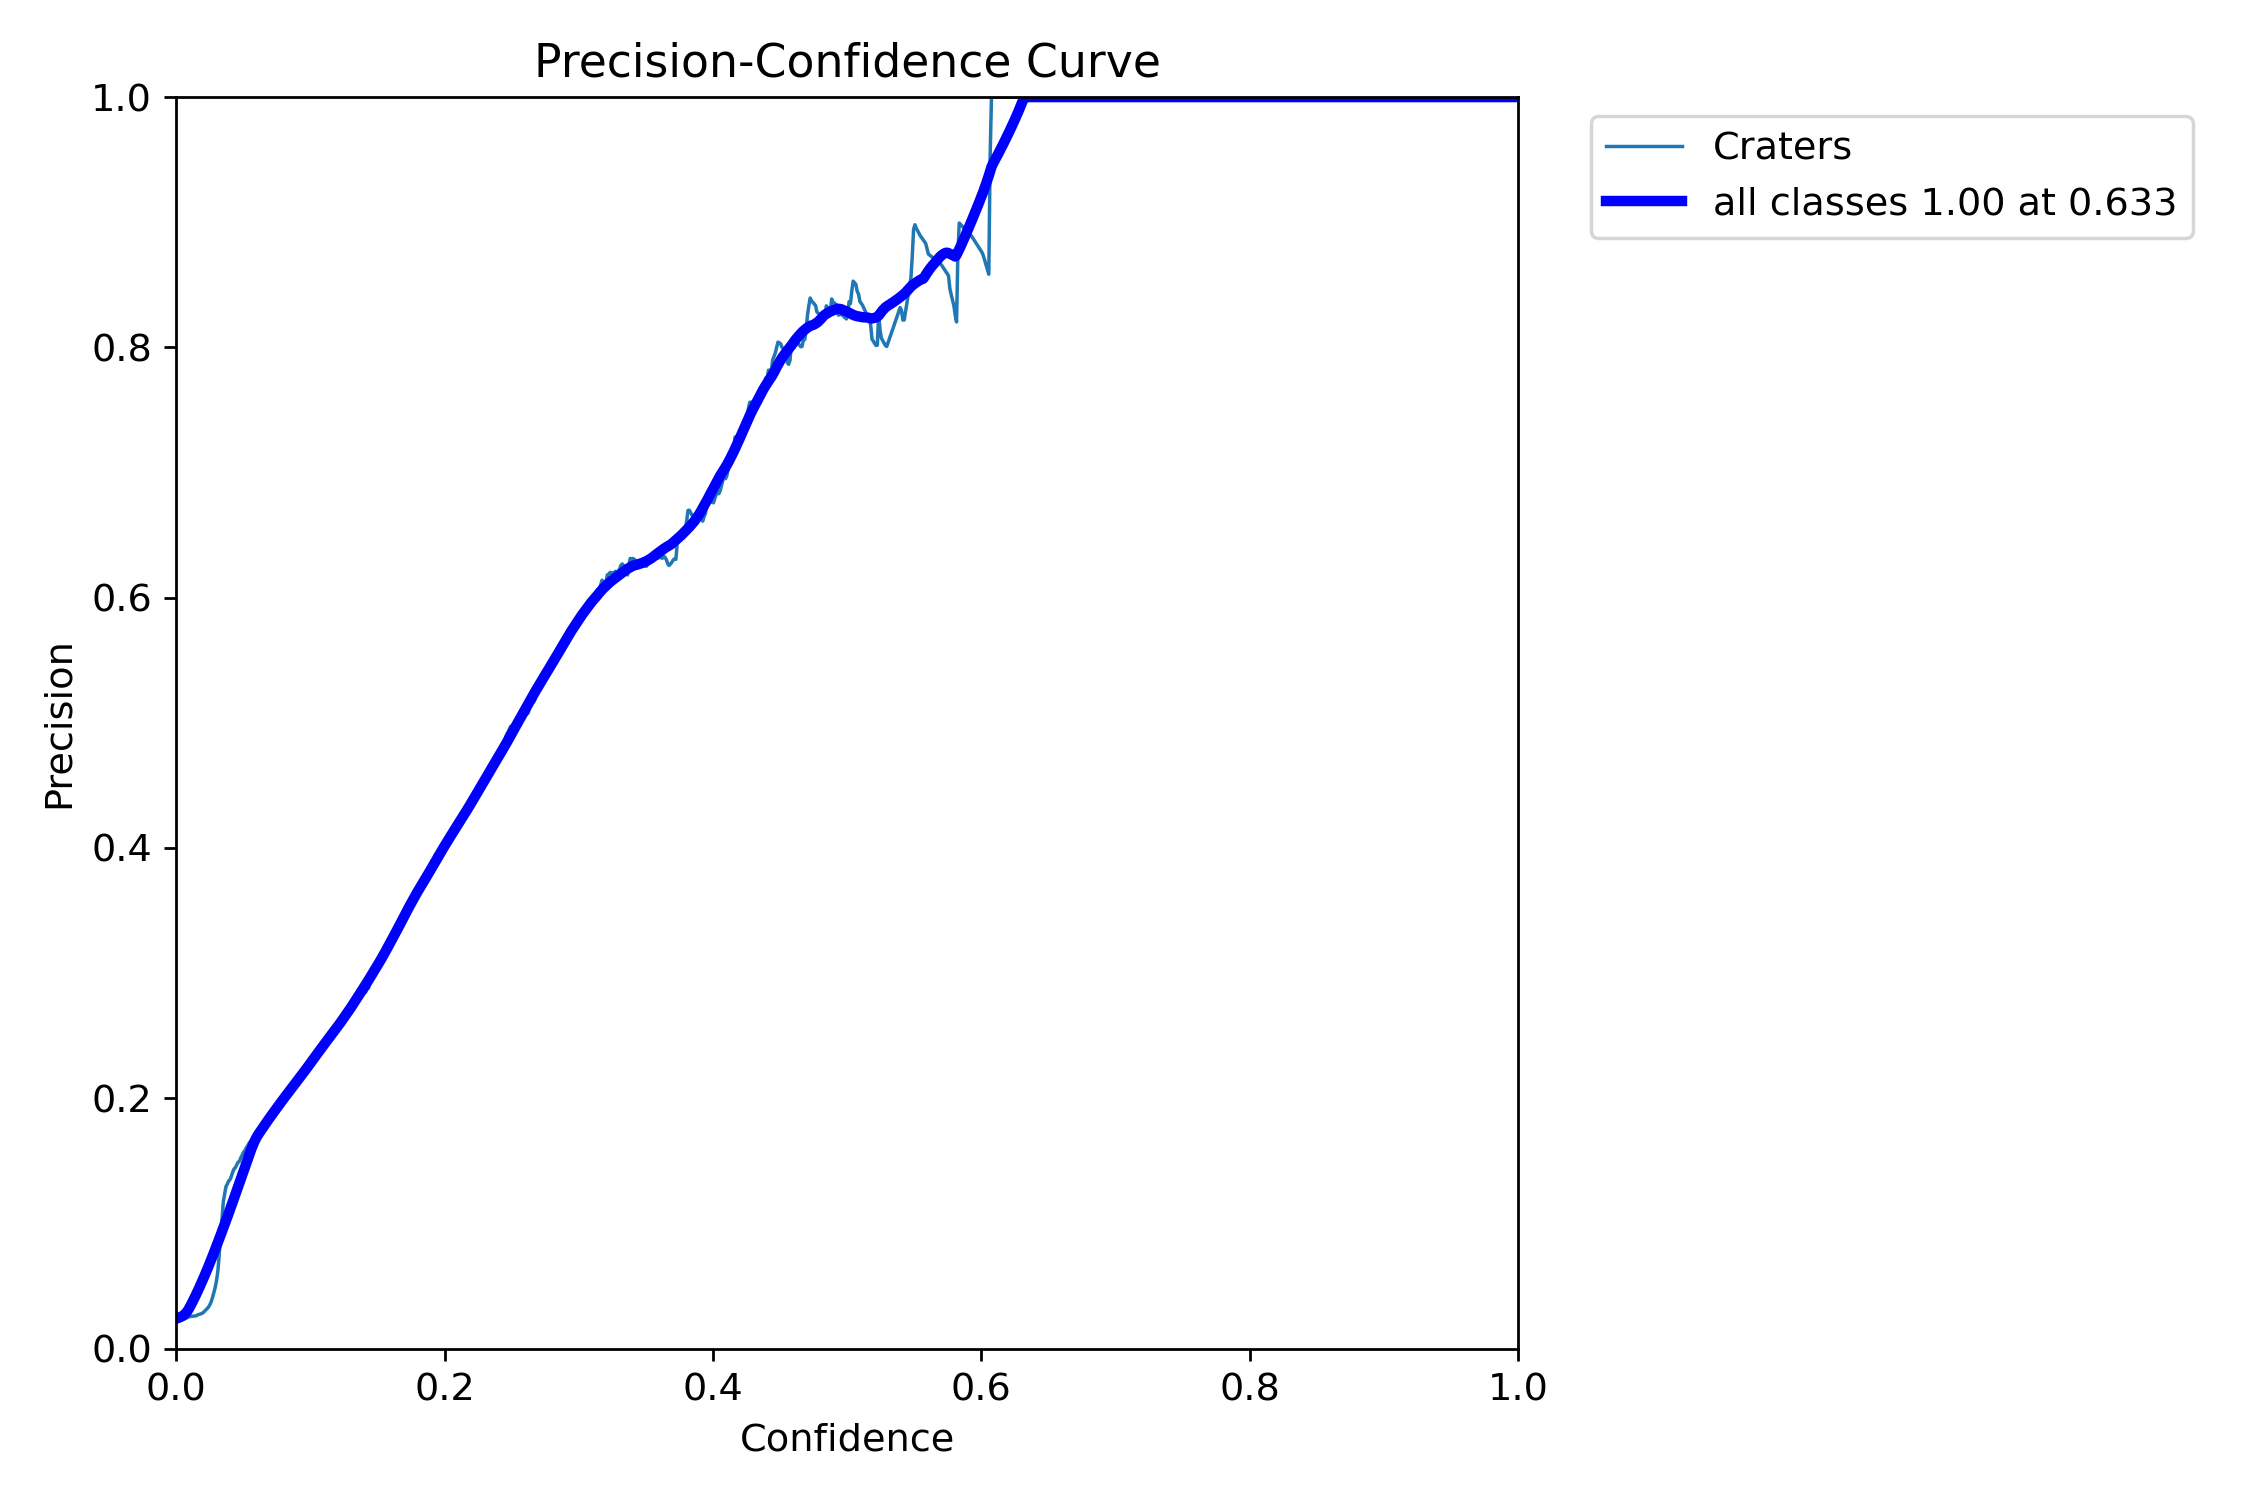 Precision-Confidence Curve
1.0
0.8
0.6
0.4
0.2
0.0
Precision
0.0 0.2 0.4 0.6 0.8 1.0
Confidence
Craters
all classes 1.00 at 0.633